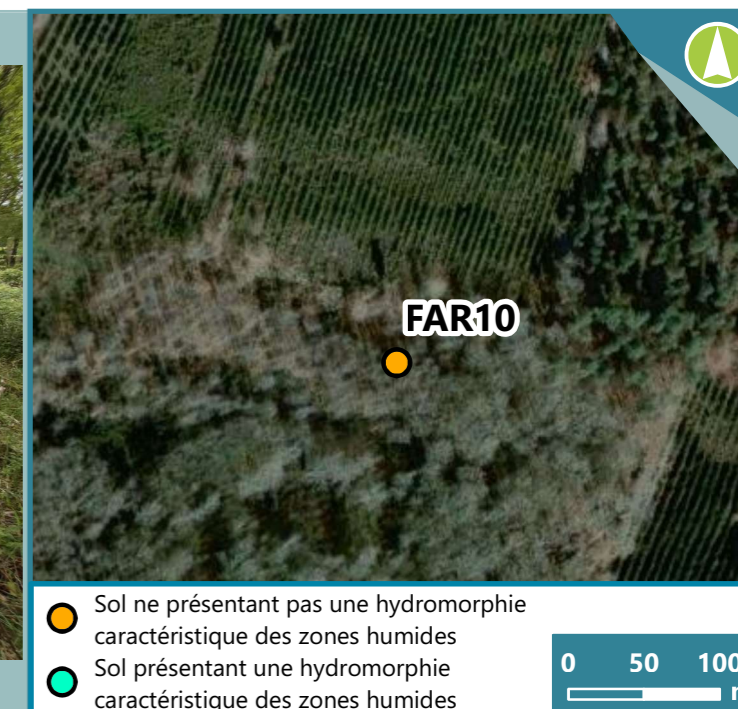 FAR10
Sol ne présentant pas une hydromorphie
caractéristique des zones humides
Sol présentant une hydromorphie
caractéristique des zones humides
0 50 100